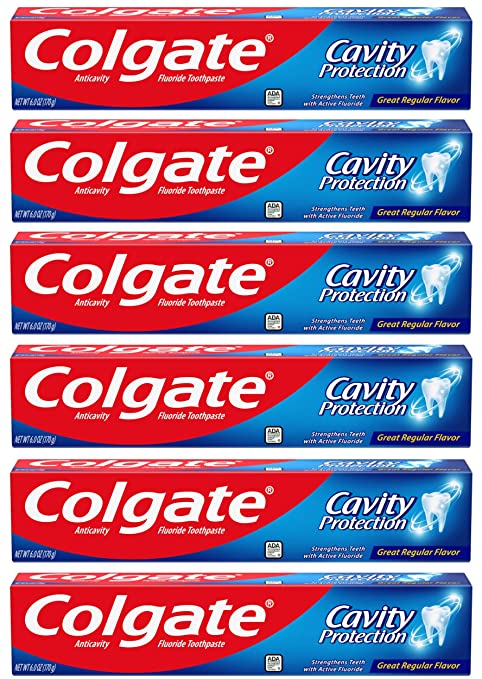 Colgate®
Anticavity Fluoride Toothpaste
NET WT 6.0 OZ (170 g)
ADA
Cavity
Protection
Strengthens Teeth
with Active Fluoride
Great Regular Flavor
Colgate®
Anticavity Fluoride Toothpaste
NET WT 6.0 OZ (170 g)
ADA
Cavity
Protection
Strengthens Teeth
with Active Fluoride
Great Regular Flavor
Colgate®
Anticavity Fluoride Toothpaste
NET WT 6.0 OZ (170 g)
ADA
Cavity
Protection
Strengthens Teeth
with Active Fluoride
Great Regular Flavor
Colgate®
Anticavity Fluoride Toothpaste
NET WT 6.0 OZ (170 g)
ADA
Cavity
Protection
Strengthens Teeth
with Active Fluoride
Great Regular Flavor
Colgate®
Anticavity Fluoride Toothpaste
NET WT 6.0 OZ (170 g)
ADA
Cavity
Protection
Strengthens Teeth
with Active Fluoride
Great Regular Flavor
Colgate®
Anticavity Fluoride Toothpaste
NET WT 6.0 OZ (170 g)
ADA
Cavity
Protection
Strengthens Teeth
with Active Fluoride
Great Regular Flavor